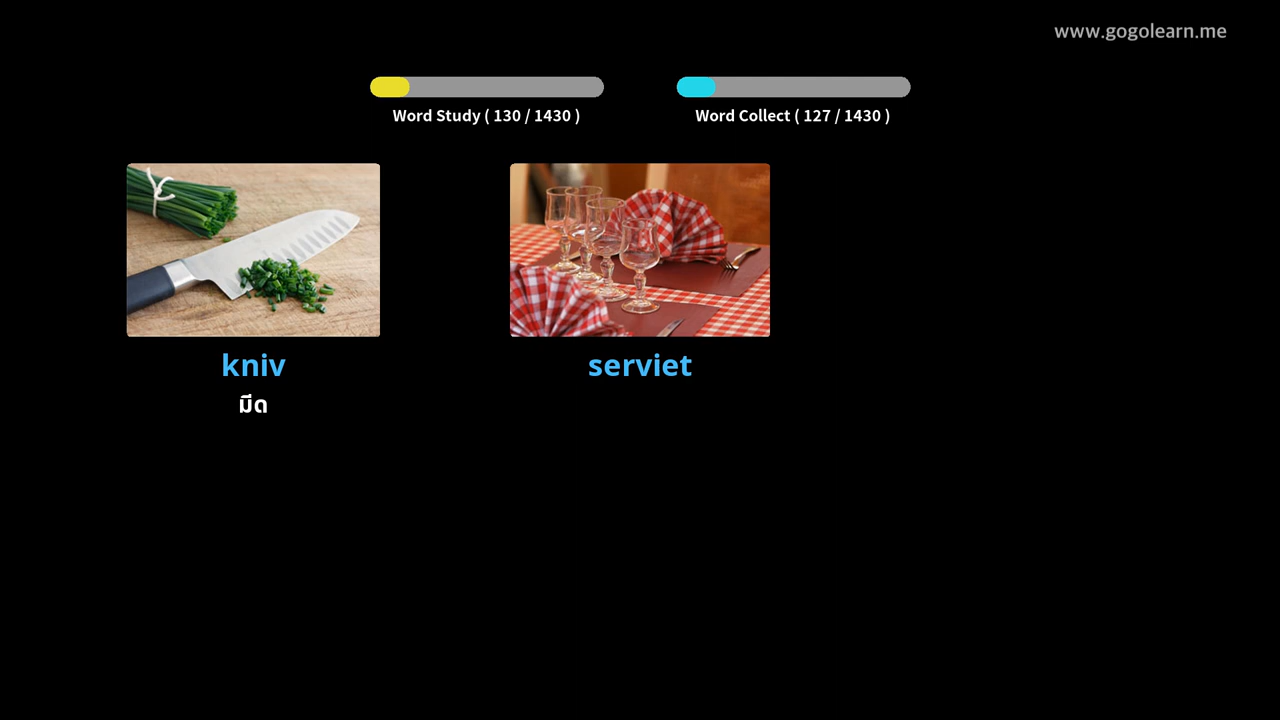 www.gogolearn.me
Word Study ( 130 / 1430 )
Word Collect ( 127 / 1430 )
kniv
มีด
serviet